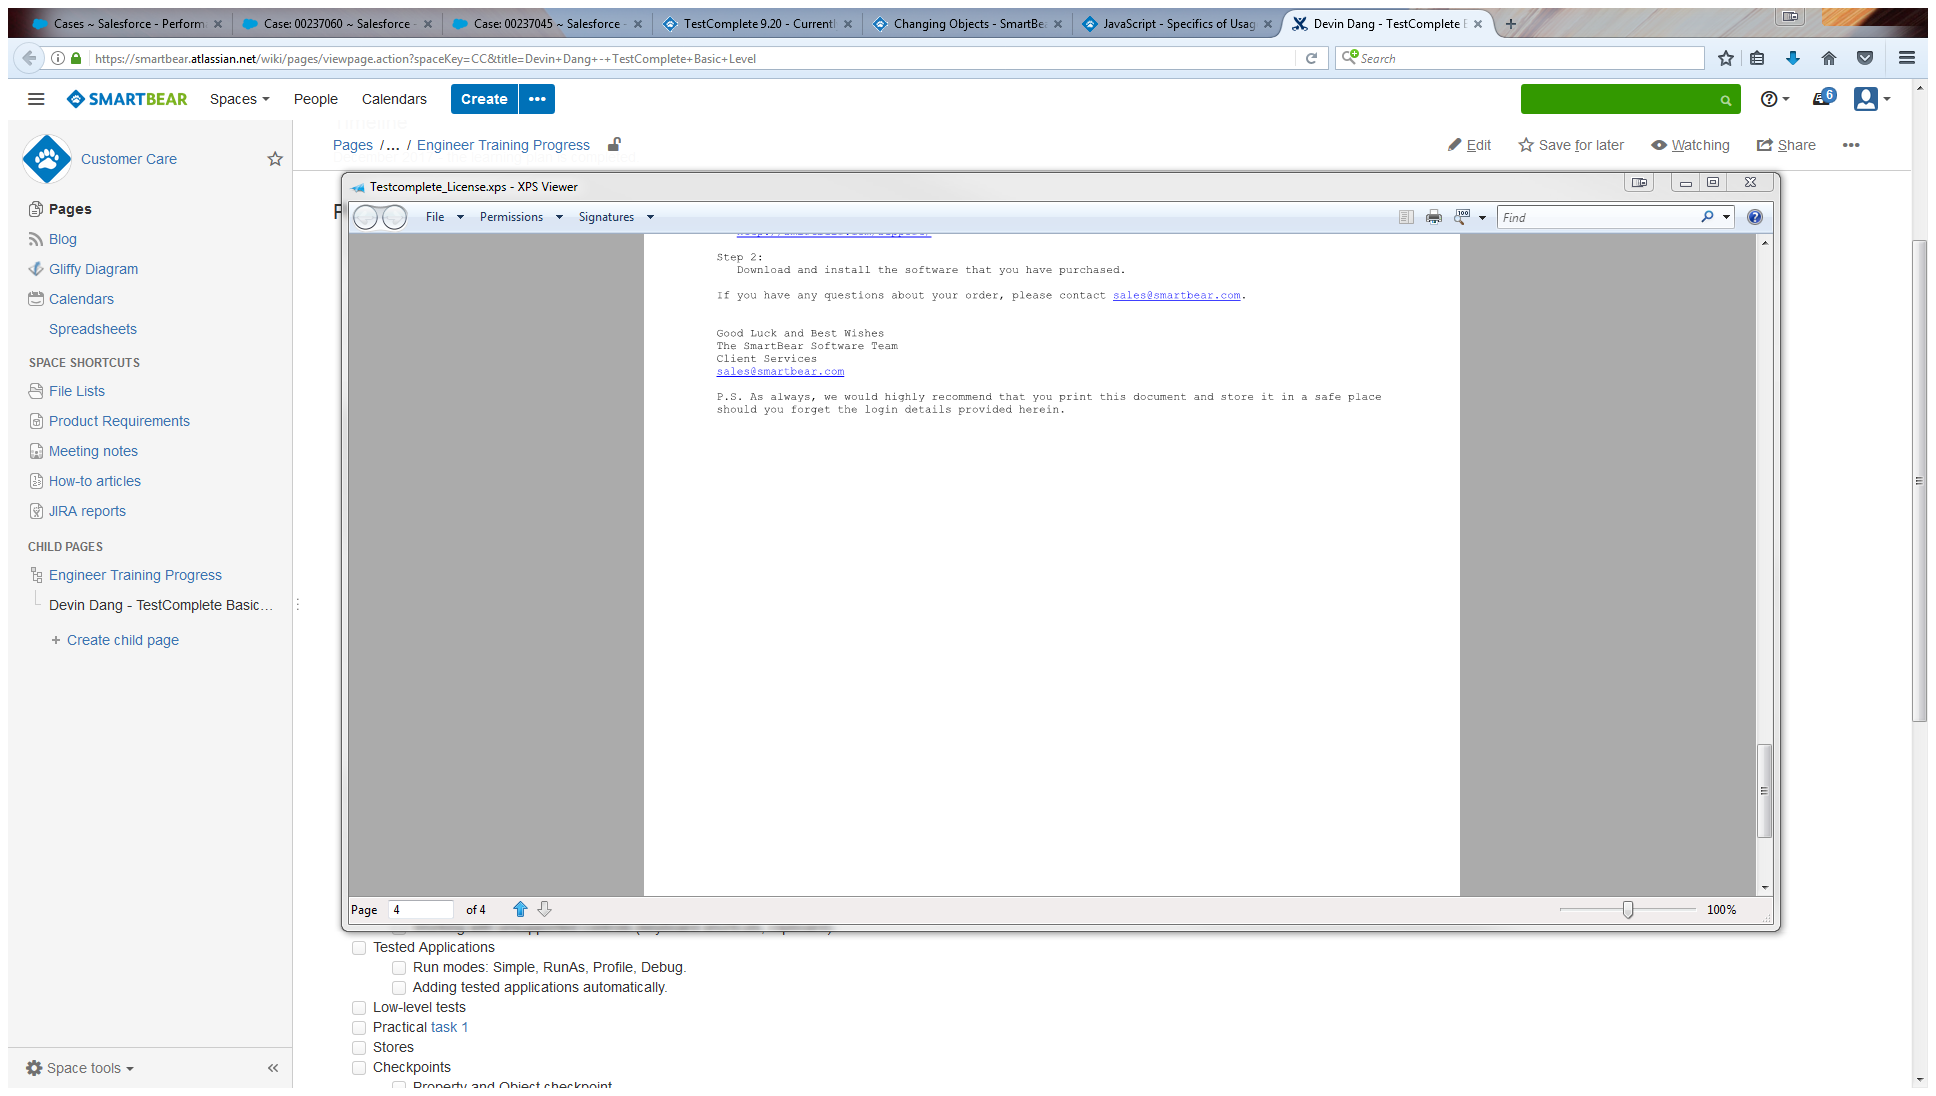 Cases ~ Salesforce - Perform
Case: 00237060 ~ Salesforce -
Case: 00237045 ~ Salesforce -
TestComplete 9.20 - Current
Changing Objects - SmartBe
JavaScript - Specifics of Usag
Devin Dang - TestComplete
https://smartbear.atlassian.net/wiki/pages/viewpage.action?spaceKey=CC&title=Devin+Dang+-+TestComplete+Basic+Level
Search
SMARTBEAR
Spaces
People
Calendars
Create
6
Customer Care
Pages / ... / Engineer Training Progress
Edit
Save for later
Watching
Share
Pages
Blog
Gliffy Diagram
Calendars
Spreadsheets
SPACE SHORTCUTS
File Lists
Product Requirements
Meeting notes
How-to articles
JIRA reports
CHILD PAGES
Engineer Training Progress
Devin Dang - TestComplete Basic...
+ Create child page
Space tools
Testcomplete_License.xps - XPS Viewer
File
Permissions
Signatures
100
Find
Step 2:
Download and install the software that you have purchased.
If you have any questions about your order, please contact sales@smartbear.com.
Good Luck and Best Wishes
The SmartBear Software Team
Client Services
sales@smartbear.com
P.S. As always, we would highly recommend that you print this document and store it in a safe place
should you forget the login details provided herein.
Page 4 of 4
100%
Tested Applications
Run modes: Simple, RunAs, Profile, Debug.
Adding tested applications automatically.
Low-level tests
Practical task 1
Stores
Checkpoints
Property and Object checkpoint